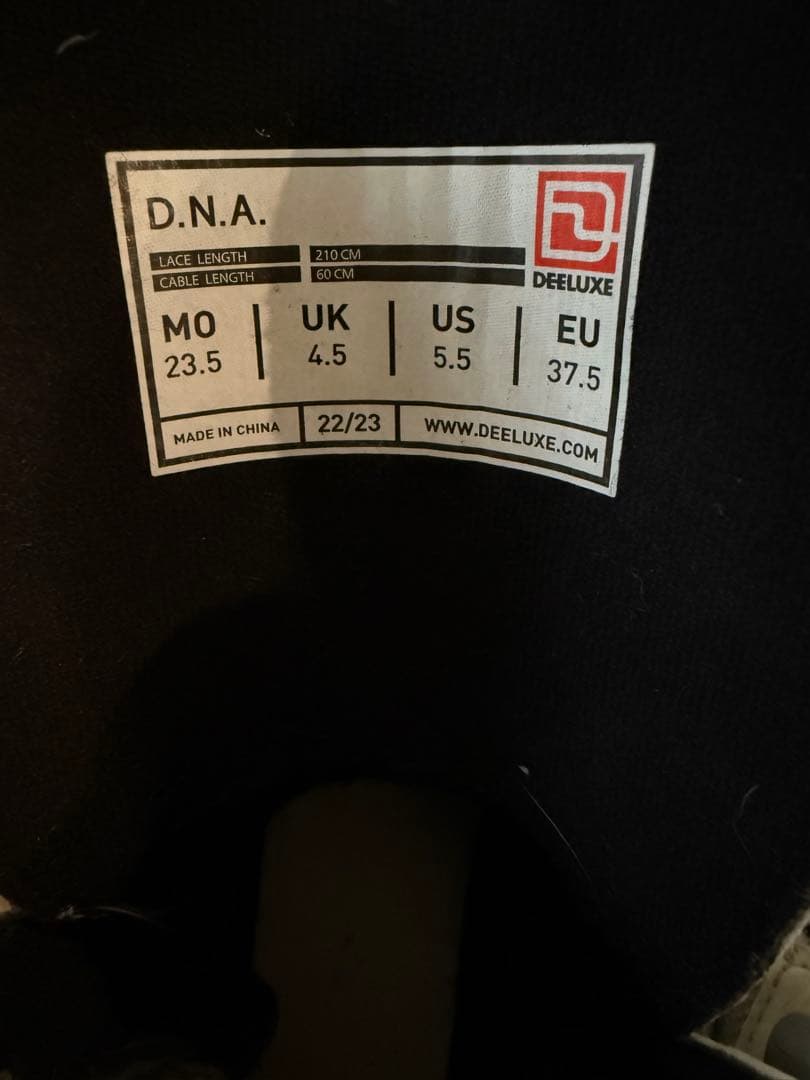 D.N.A.
LACE LENGTH 210 CM
CABLE LENGTH 60 CM
DEELUXE
MO UK US EU
23.5 4.5 5.5 37.5
MADE IN CHINA 22/23 WWW.DEELUXE.COM